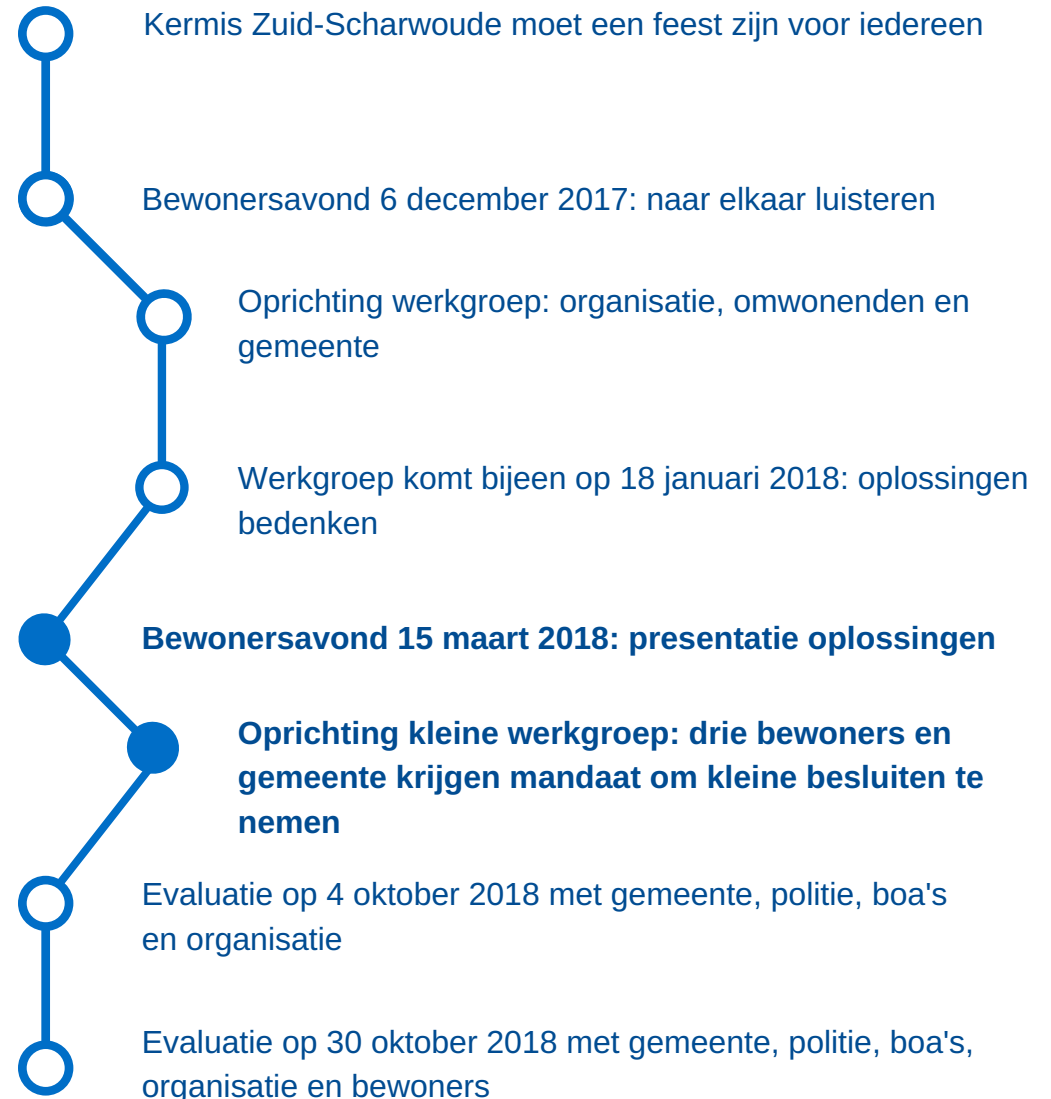 Kermis Zuid-Scharwoude moet een feest zijn voor iedereen
Bewonersavond 6 december 2017: naar elkaar luisteren
Oprichting werkgroep: organisatie, omwonenden en
gemeente
Werkgroep komt bijeen op 18 januari 2018: oplossingen
bedenken
Bewonersavond 15 maart 2018: presentatie oplossingen
Oprichting kleine werkgroep: drie bewoners en
gemeente krijgen mandaat om kleine besluiten te
nemen
Evaluatie op 4 oktober 2018 met gemeente, politie, boa's
en organisatie
Evaluatie op 30 oktober 2018 met gemeente, politie, boa's,
organisatie en bewoners